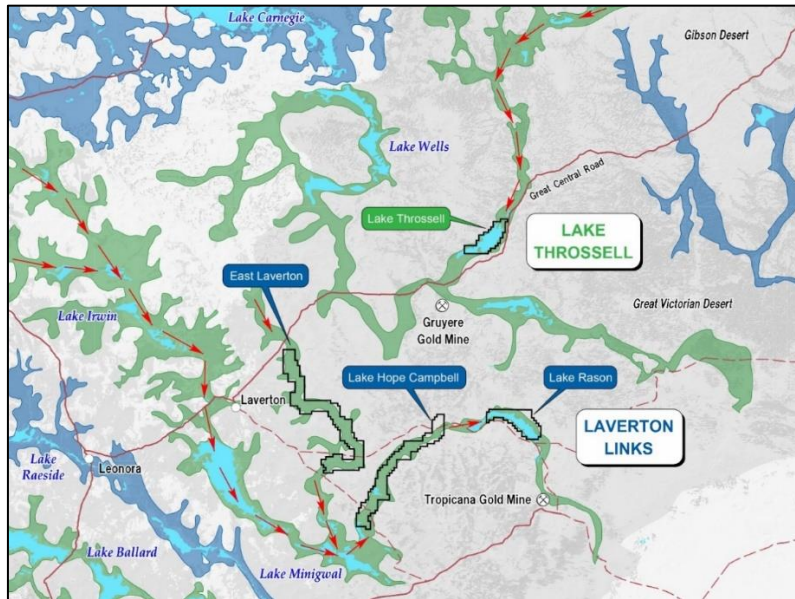 Lake Carnegie
Gibson Desert
Lake Wells
Great Central Road
Lake Throssell
LAKE
THROSSELL
East Laverton
Great Victorian Desert
Lake Irwin
Gruyere
Gold Mine
Lake Hope Campbell
Lake Rason
Laverton
LAVERTON
LINKS
Lake
Raeside
Leonora
Tropicana Gold Mine
Lake Ballard
Lake Minigwal